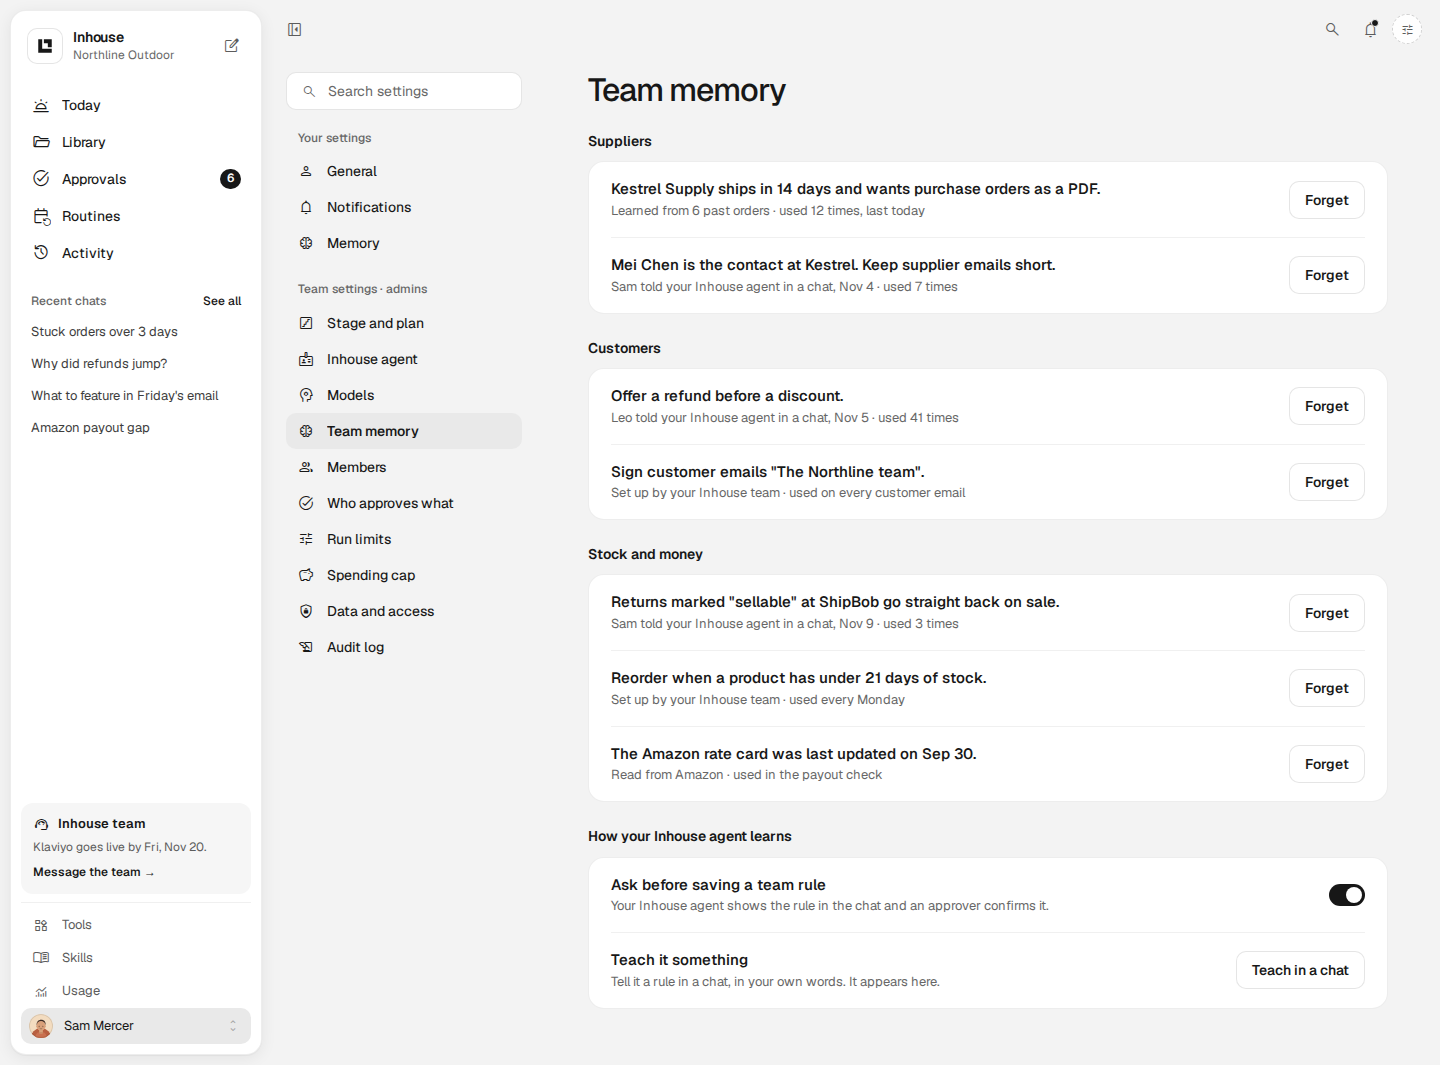 Inhouse
Northline Outdoor
Today
Library
Approvals 6
Routines
Activity
Recent chats See all
Stuck orders over 3 days
Why did refunds jump?
What to feature in Friday's email
Amazon payout gap
Inhouse team
Klaviyo goes live by Fri, Nov 20.
Message the team →
Tools
Skills
Usage
Sam Mercer
Search settings
Your settings
General
Notifications
Memory
Team settings · admins
Stage and plan
Inhouse agent
Models
Team memory
Members
Who approves what
Run limits
Spending cap
Data and access
Audit log
Team memory
Suppliers
Kestrel Supply ships in 14 days and wants purchase orders as a PDF.
Learned from 6 past orders · used 12 times, last today
Forget
Mei Chen is the contact at Kestrel. Keep supplier emails short.
Sam told your Inhouse agent in a chat, Nov 4 · used 7 times
Forget
Customers
Offer a refund before a discount.
Leo told your Inhouse agent in a chat, Nov 5 · used 41 times
Forget
Sign customer emails "The Northline team".
Set up by your Inhouse team · used on every customer email
Forget
Stock and money
Returns marked "sellable" at ShipBob go straight back on sale.
Sam told your Inhouse agent in a chat, Nov 9 · used 3 times
Forget
Reorder when a product has under 21 days of stock.
Set up by your Inhouse team · used every Monday
Forget
The Amazon rate card was last updated on Sep 30.
Read from Amazon · used in the payout check
Forget
How your Inhouse agent learns
Ask before saving a team rule
Your Inhouse agent shows the rule in the chat and an approver confirms it.
Teach it something
Tell it a rule in a chat, in your own words. It appears here.
Teach in a chat